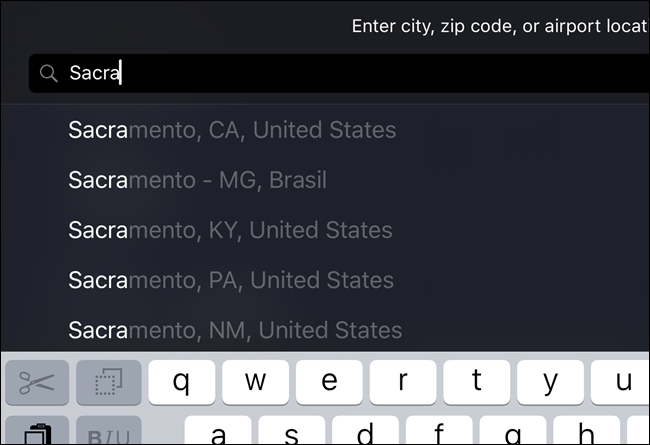 Enter city, zip code, or airport locat
Sacra
Sacramento, CA, United States
Sacramento - MG, Brasil
Sacramento, KY, United States
Sacramento, PA, United States
Sacramento, NM, United States
q w e r t y u
B I U a s d f g h